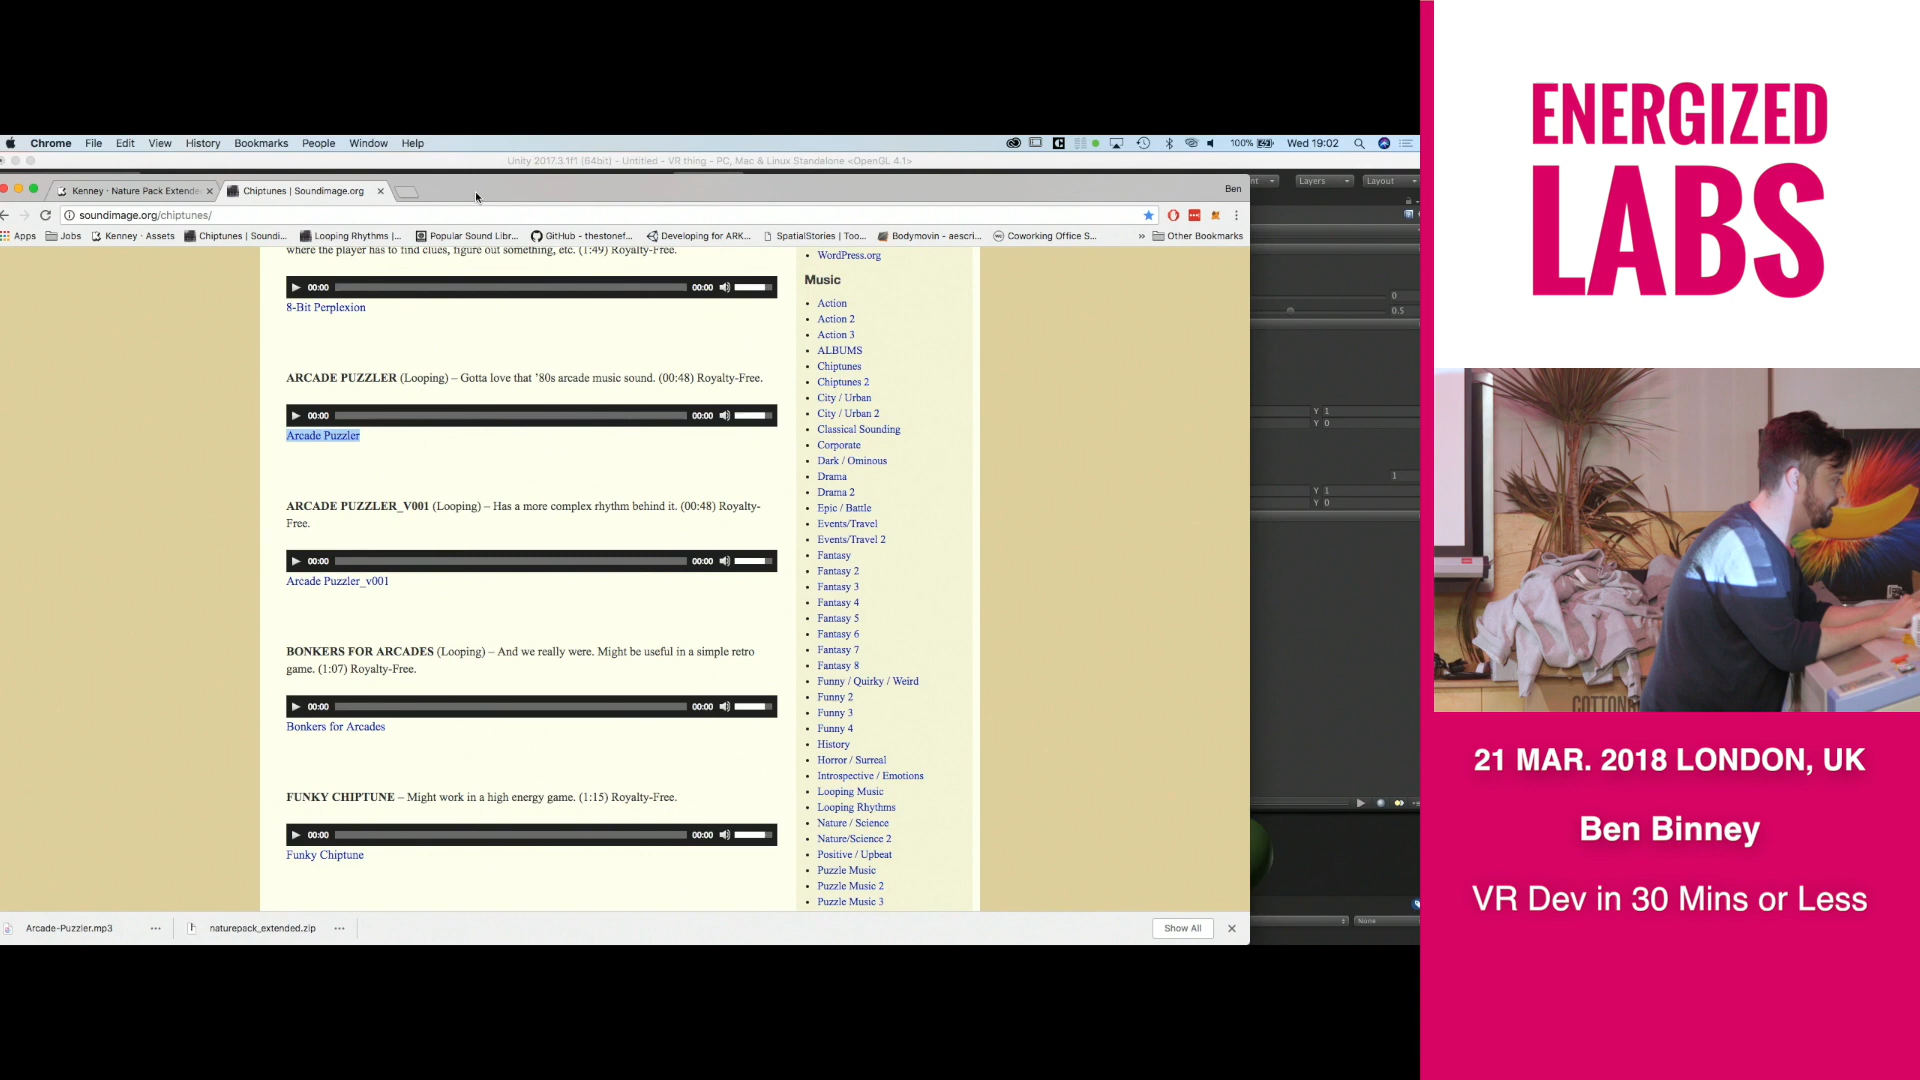 Chrome File Edit View History Bookmarks People Window Help 100% Wed 19:02
Unity 2017.3.1f1 (64bit) - Untitled - VR thing - PC, Mac & Linux Standalone <OpenGL 4.1>
Layers Layout
Kenney · Nature Pack Extende
Chiptunes | Soundimage.org
Ben
soundimage.org/chiptunes/
Apps Jobs Kenney · Assets Chiptunes | Soundi... Looping Rhythms |... Popular Sound Libr... GitHub - thestonef... Developing for ARK... SpatialStories | Too... Bodymovin - aescri... Coworking Office S... » Other Bookmarks
where the player has to find clues, figure out something, etc. (1:49) Royalty-Free.
00:00 00:00
8-Bit Perplexion
ARCADE PUZZLER (Looping) – Gotta love that ’80s arcade music sound. (00:48) Royalty-Free.
00:00 00:00
Arcade Puzzler
ARCADE PUZZLER_V001 (Looping) – Has a more complex rhythm behind it. (00:48) Royalty-
Free.
00:00 00:00
Arcade Puzzler_v001
BONKERS FOR ARCADES (Looping) – And we really were. Might be useful in a simple retro
game. (1:07) Royalty-Free.
00:00 00:00
Bonkers for Arcades
FUNKY CHIPTUNE – Might work in a high energy game. (1:15) Royalty-Free.
00:00 00:00
Funky Chiptune
WordPress.org
Music
Action
Action 2
Action 3
ALBUMS
Chiptunes
Chiptunes 2
City / Urban
City / Urban 2
Classical Sounding
Corporate
Dark / Ominous
Drama
Drama 2
Epic / Battle
Events/Travel
Events/Travel 2
Fantasy
Fantasy 2
Fantasy 3
Fantasy 4
Fantasy 5
Fantasy 6
Fantasy 7
Fantasy 8
Funny / Quirky / Weird
Funny 2
Funny 3
Funny 4
History
Horror / Surreal
Introspective / Emotions
Looping Music
Looping Rhythms
Nature / Science
Nature/Science 2
Positive / Upbeat
Puzzle Music
Puzzle Music 2
Puzzle Music 3
0
0.5
Y 1
Y 0
1
Y 1
Y 0
None
Arcade-Puzzler.mp3
naturepack_extended.zip
Show All
ENERGIZED
LABS
21 MAR. 2018 LONDON, UK
Ben Binney
VR Dev in 30 Mins or Less